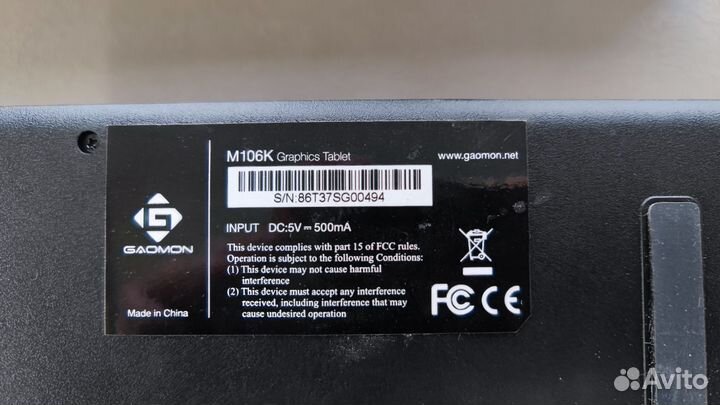 M106K Graphics Tablet
www.gaomon.net
S/N:86T37SG00494
INPUT DC:5V⎓500mA
This device complies with part 15 of FCC rules.
Operation is subject to the following Conditions:
(1) This device may not cause harmful
interference
(2) This device must accept any interference
received, including interference that may
cause undesired operation
GAOMON
Made in China
FC CE
Avito